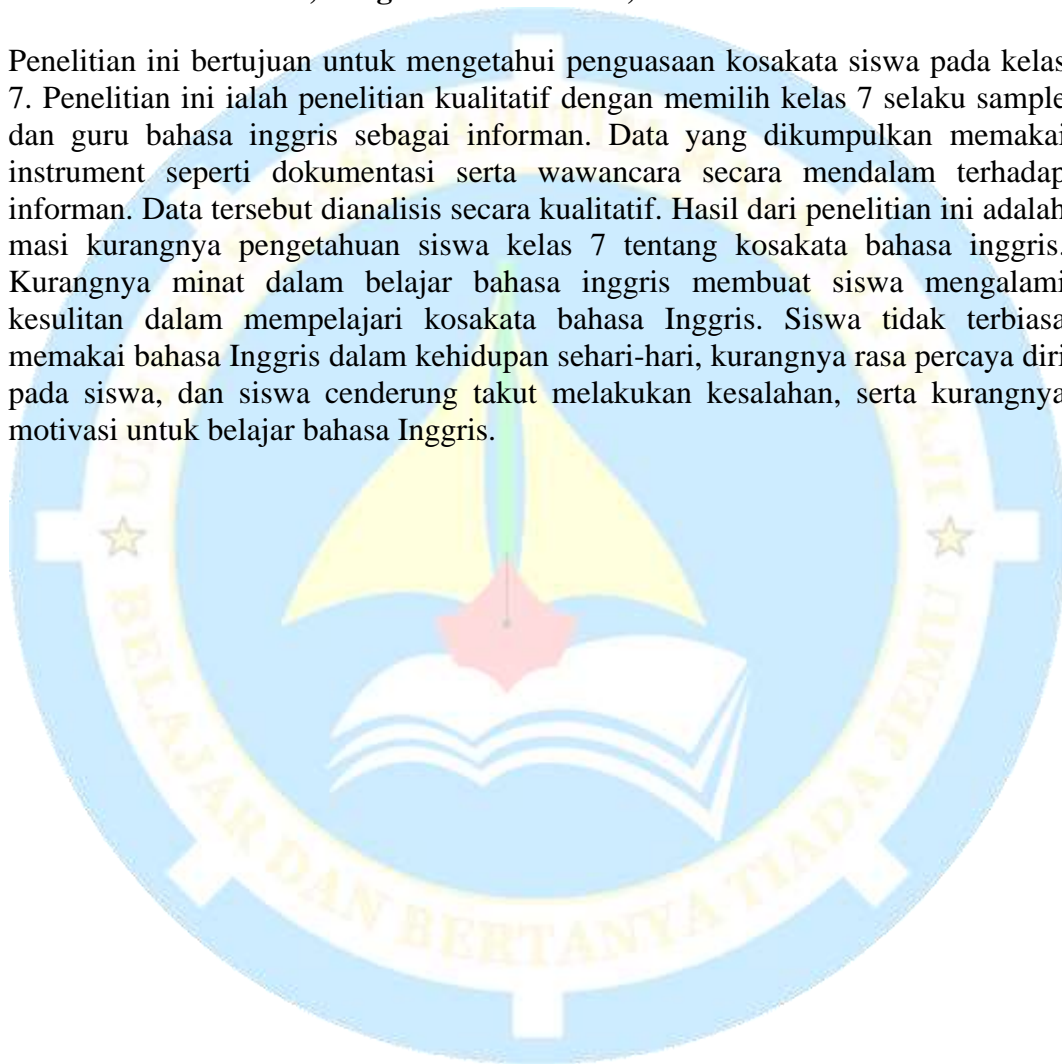 Penelitian ini bertujuan untuk mengetahui penguasaan kosakata siswa pada kelas
7. Penelitian ini ialah penelitian kualitatif dengan memilih kelas 7 selaku sample
dan guru bahasa inggris sebagai informan. Data yang dikumpulkan memakai
instrument seperti dokumentasi serta wawancara secara mendalam terhadap
informan. Data tersebut dianalisis secara kualitatif. Hasil dari penelitian ini adalah
masi kurangnya pengetahuan siswa kelas 7 tentang kosakata bahasa inggris.
Kurangnya minat dalam belajar bahasa inggris membuat siswa mengalami
kesulitan dalam mempelajari kosakata bahasa Inggris. Siswa tidak terbiasa
memakai bahasa Inggris dalam kehidupan sehari-hari, kurangnya rasa percaya diri
pada siswa, dan siswa cenderung takut melakukan kesalahan, serta kurangnya
motivasi untuk belajar bahasa Inggris.
BELAJAR DAN BERTANYA TIADA JEMU